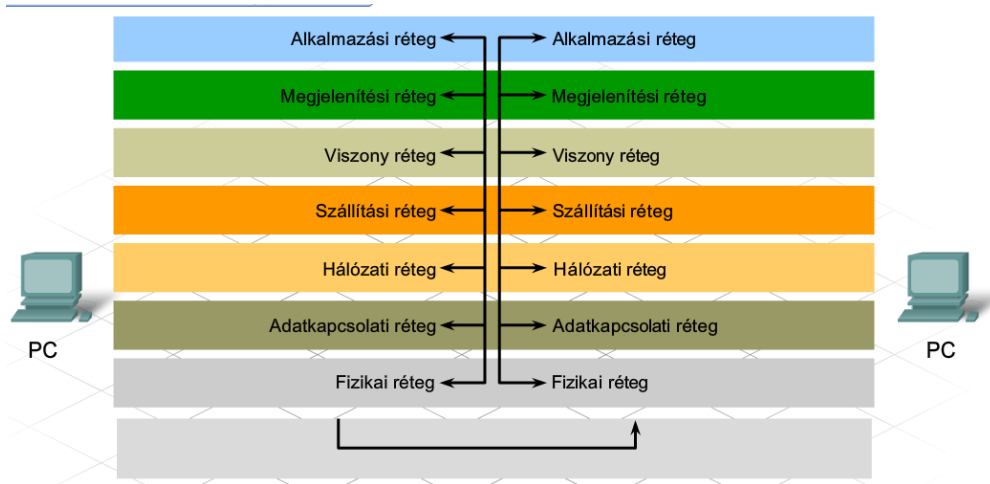 Alkalmazási réteg Alkalmazási réteg
Megjelenítési réteg Megjelenítési réteg
Viszony réteg Viszony réteg
Szállítási réteg Szállítási réteg
Hálózati réteg Hálózati réteg
Adatkapcsolati réteg Adatkapcsolati réteg
PC PC
Fizikai réteg Fizikai réteg